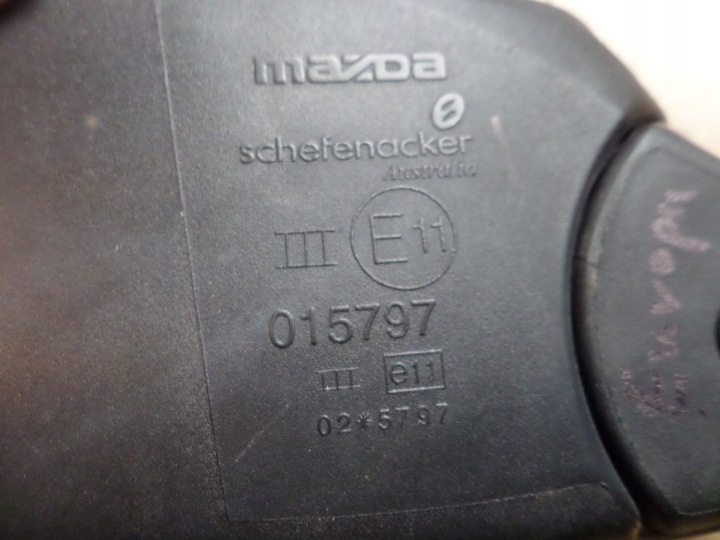 mazda
schefenacker
Australia
III E11
015797
III e11
02*5797